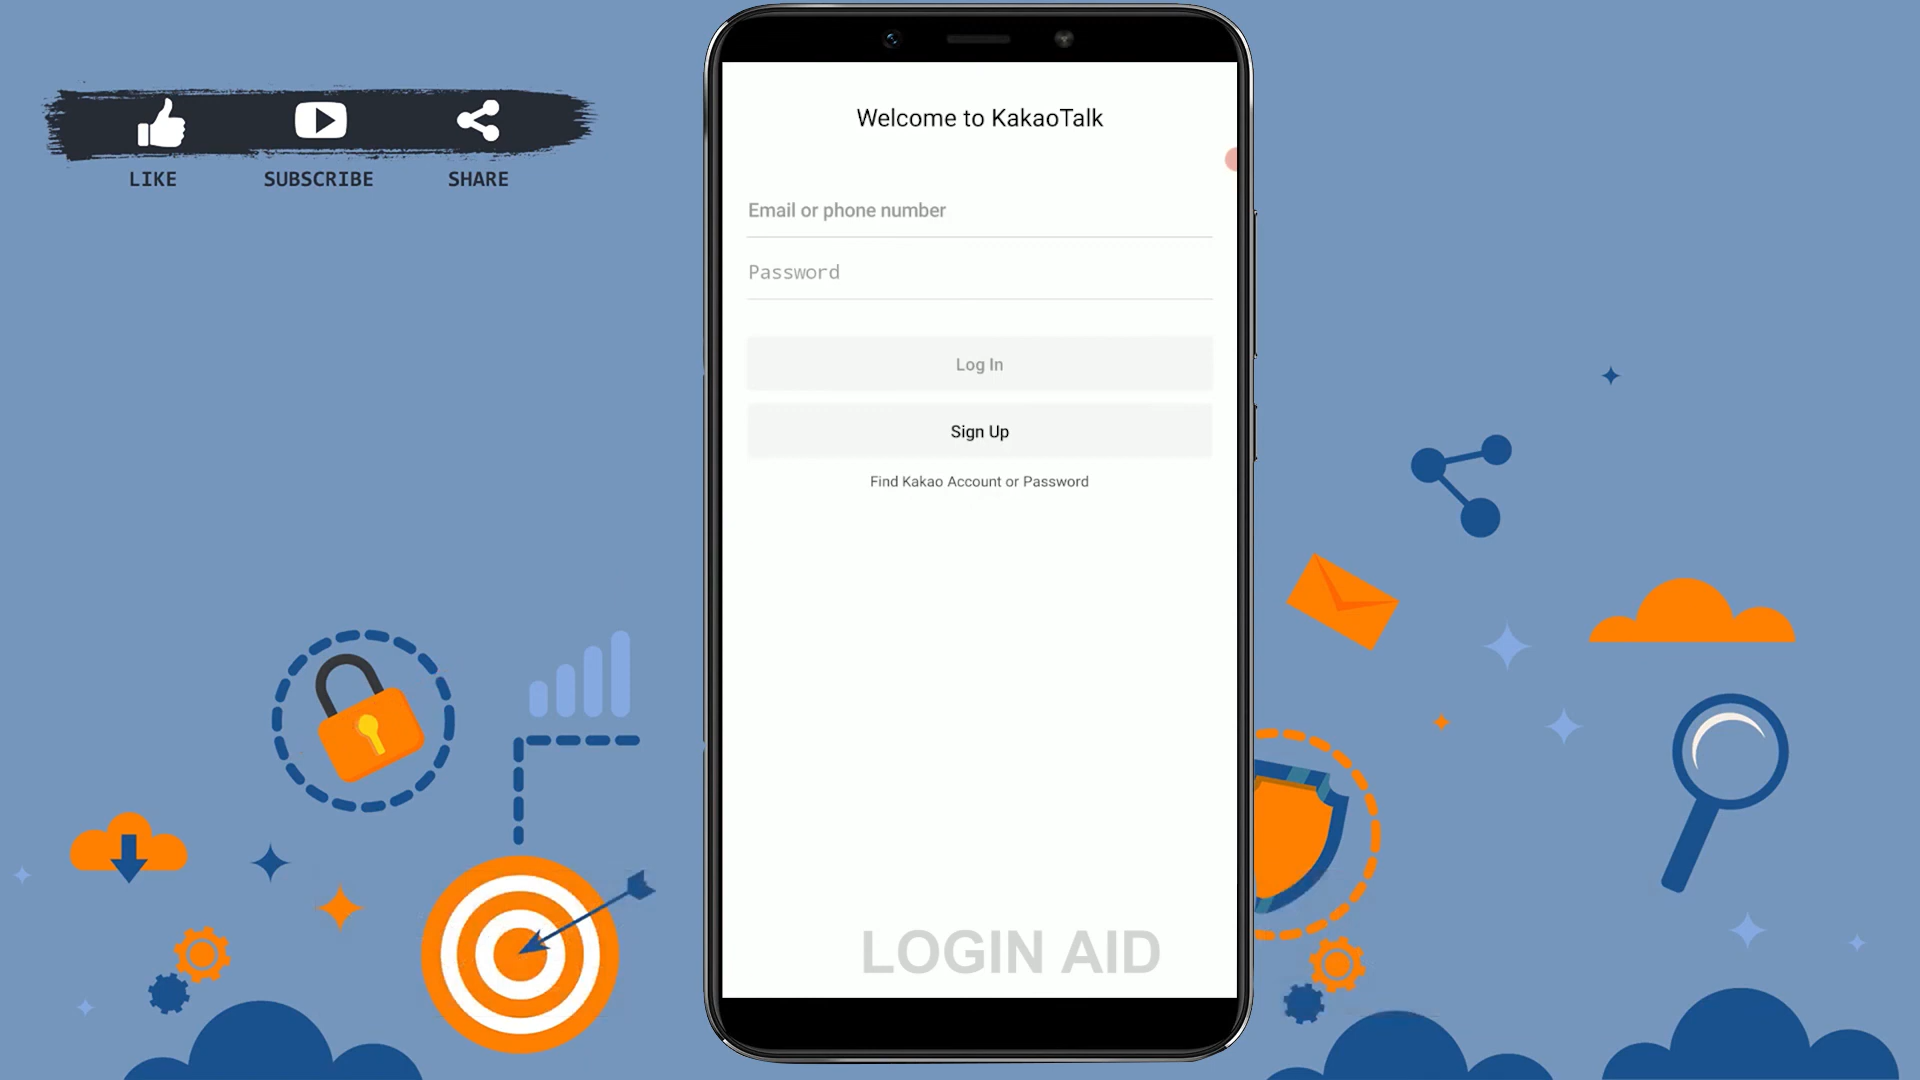 LIKE
SUBSCRIBE
SHARE
Welcome to KakaoTalk
Email or phone number
Password
Log In
Sign Up
Find Kakao Account or Password
LOGIN AID